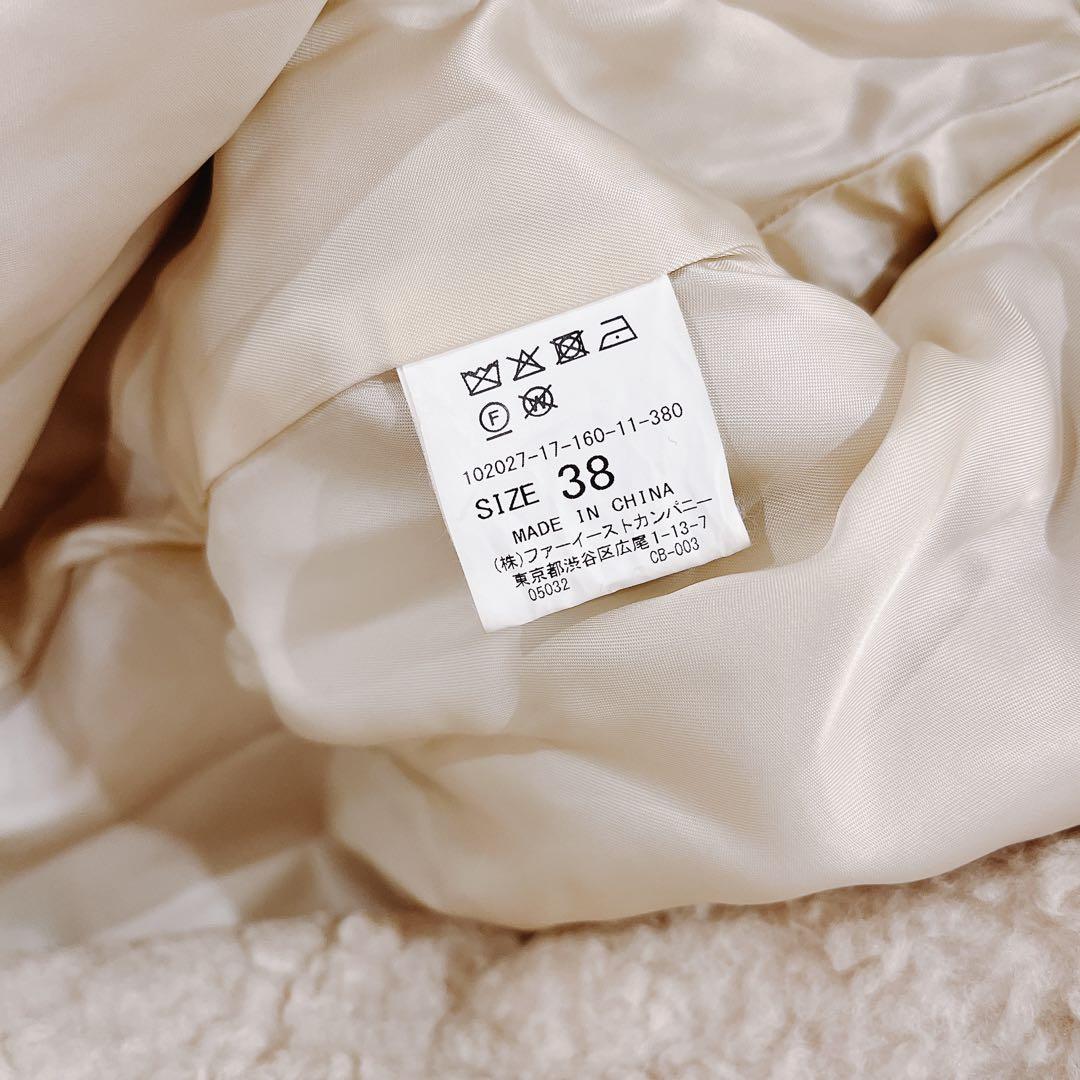 F W
102027-17-160-11-380
SIZE 38
MADE IN CHINA
(株)ファーイーストカンパニー
東京都渋谷区広尾1-13-7
05032 CB-003